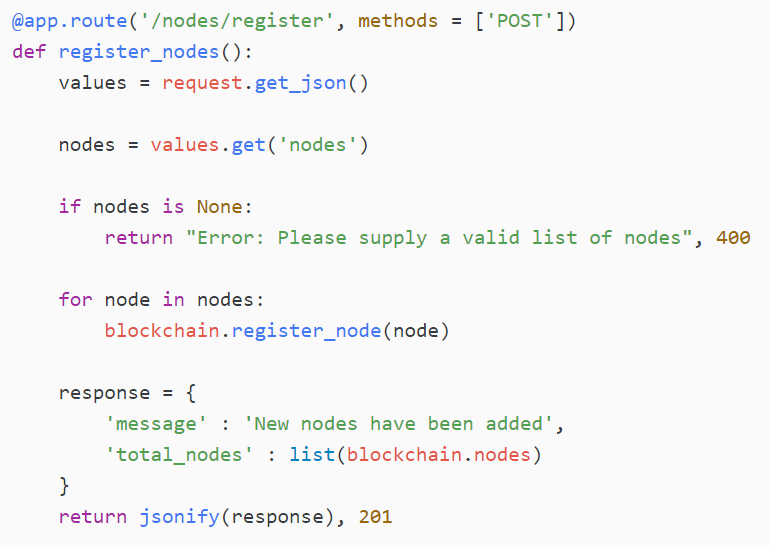 @app.route('/nodes/register', methods = ['POST'])
def register_nodes():
    values = request.get_json()

    nodes = values.get('nodes')

    if nodes is None:
        return "Error: Please supply a valid list of nodes", 400

    for node in nodes:
        blockchain.register_node(node)

    response = {
        'message' : 'New nodes have been added',
        'total_nodes' : list(blockchain.nodes)
    }
    return jsonify(response), 201